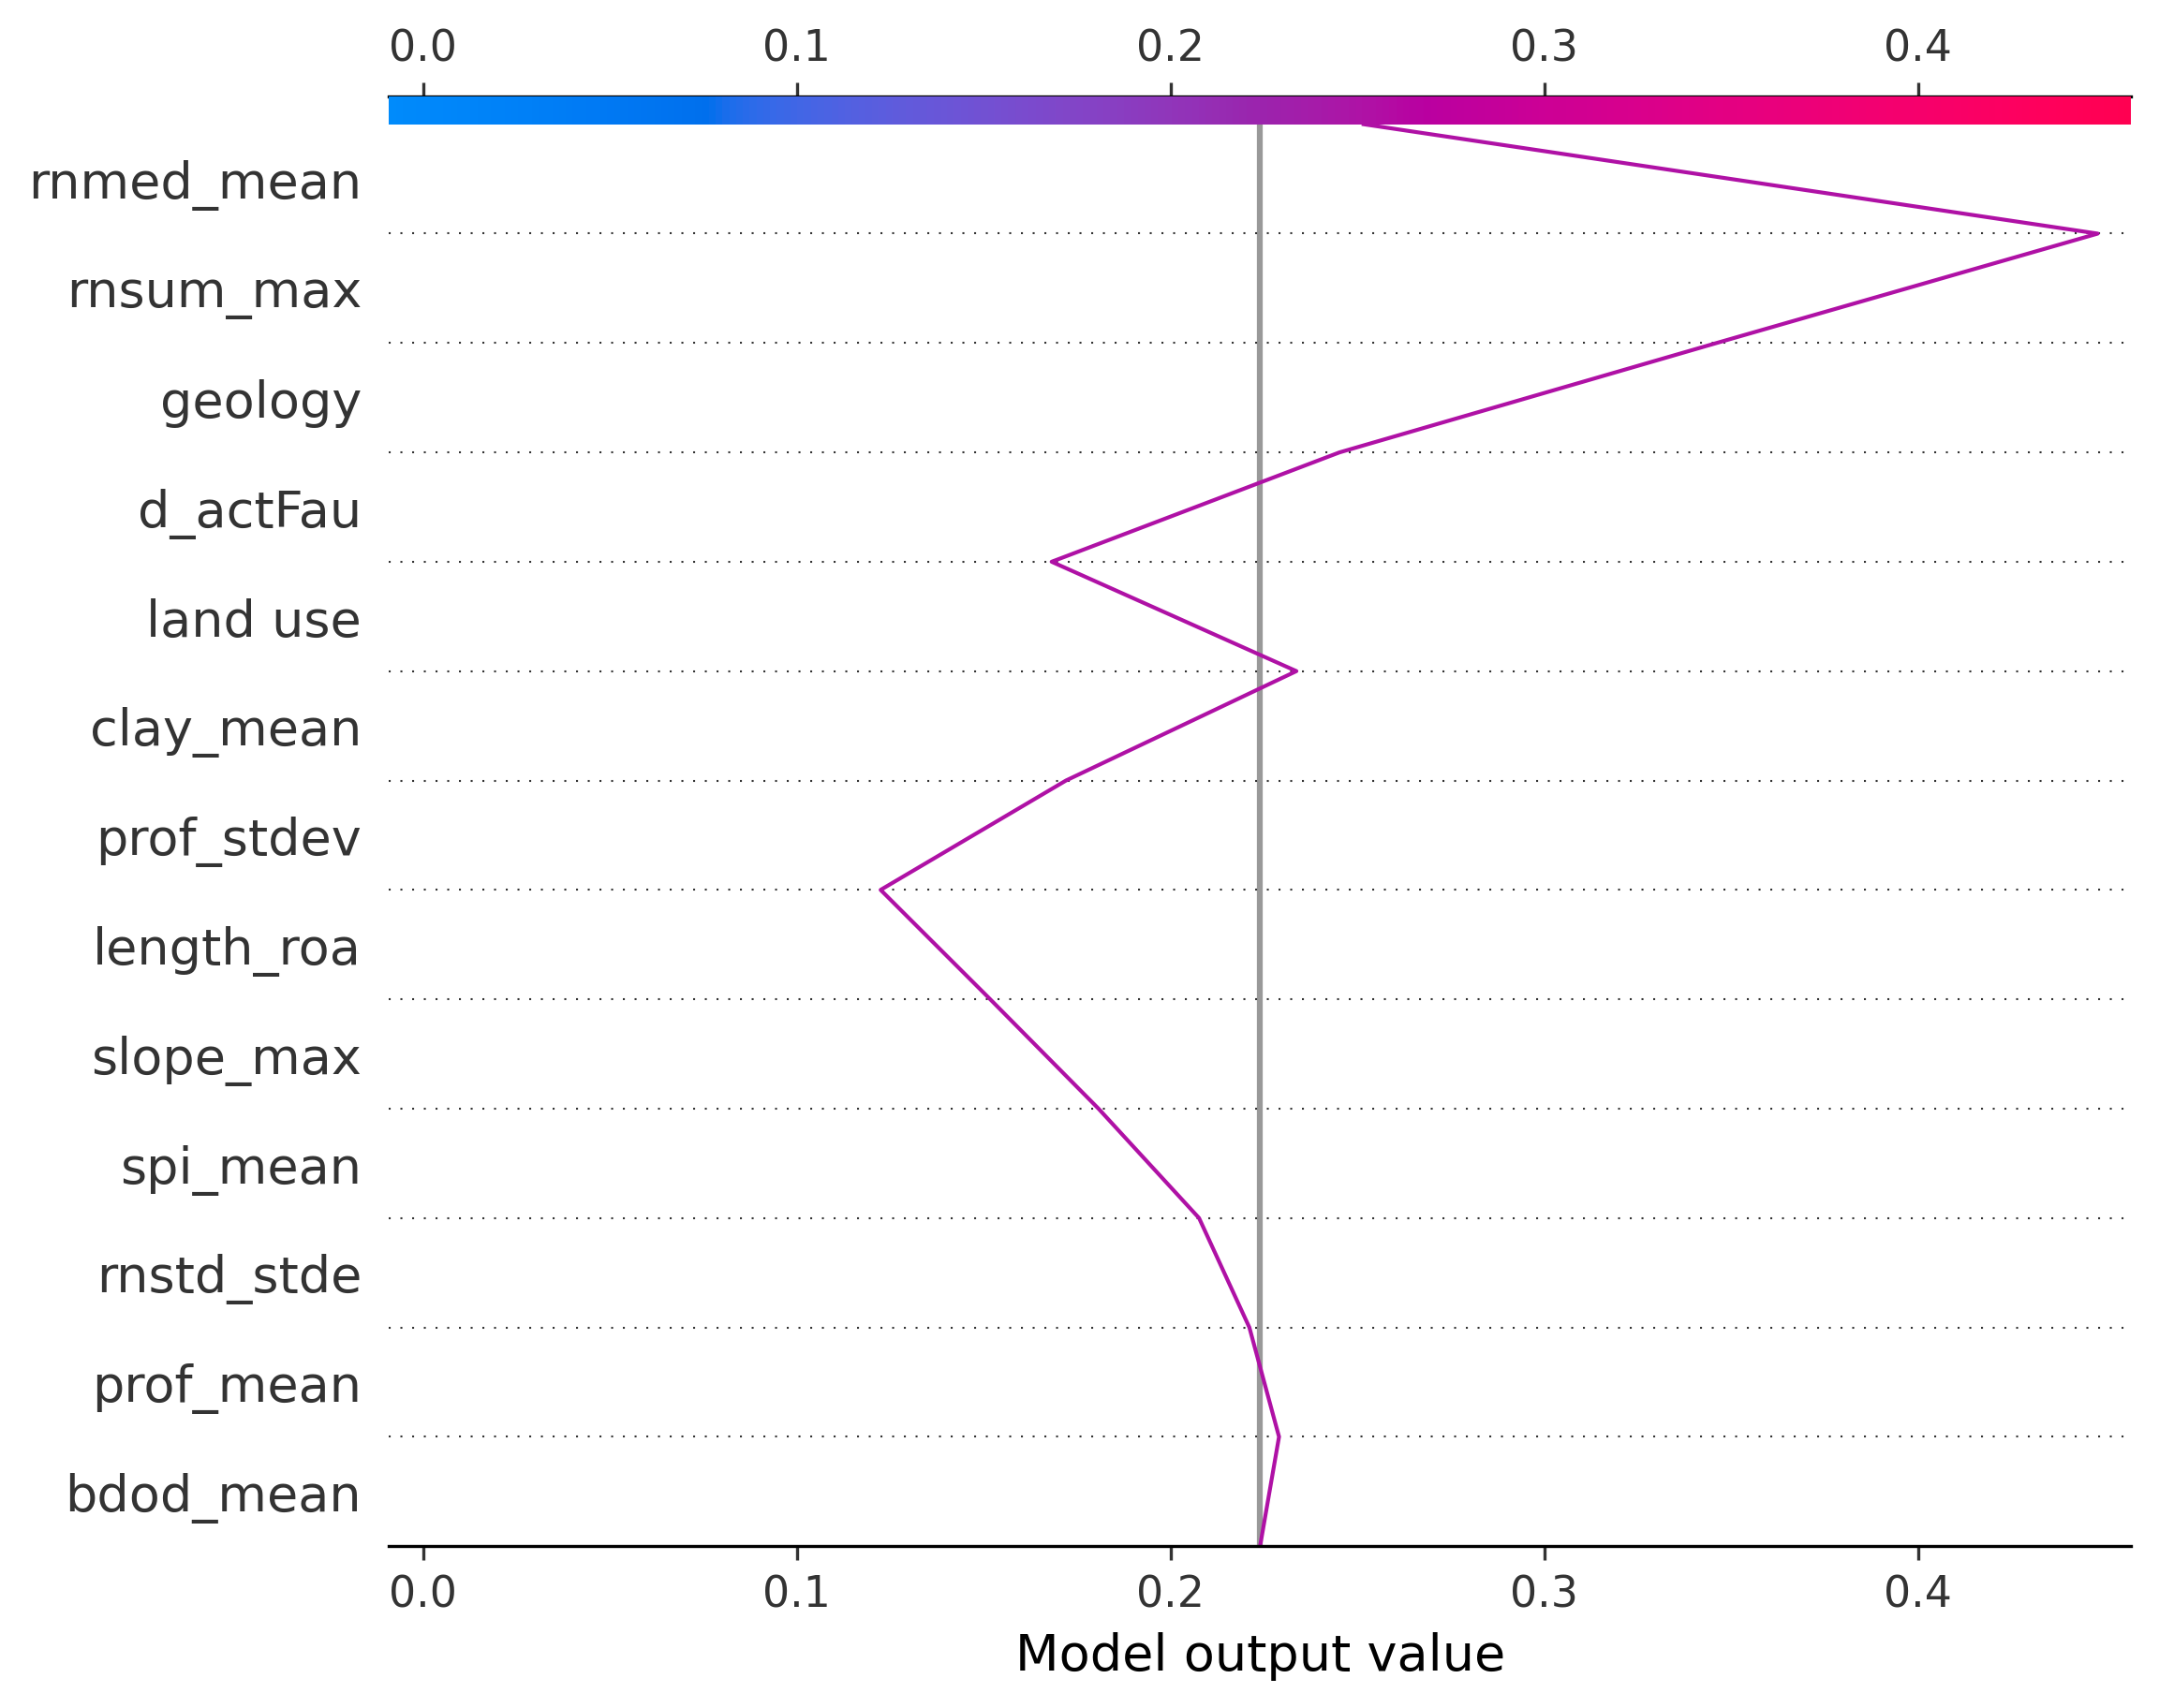 0.0 0.1 0.2 0.3 0.4
rnmed_mean
rnsum_max
geology
d_actFau
land use
clay_mean
prof_stdev
length_roa
slope_max
spi_mean
rnstd_stde
prof_mean
bdod_mean
0.0 0.1 0.2 0.3 0.4
Model output value